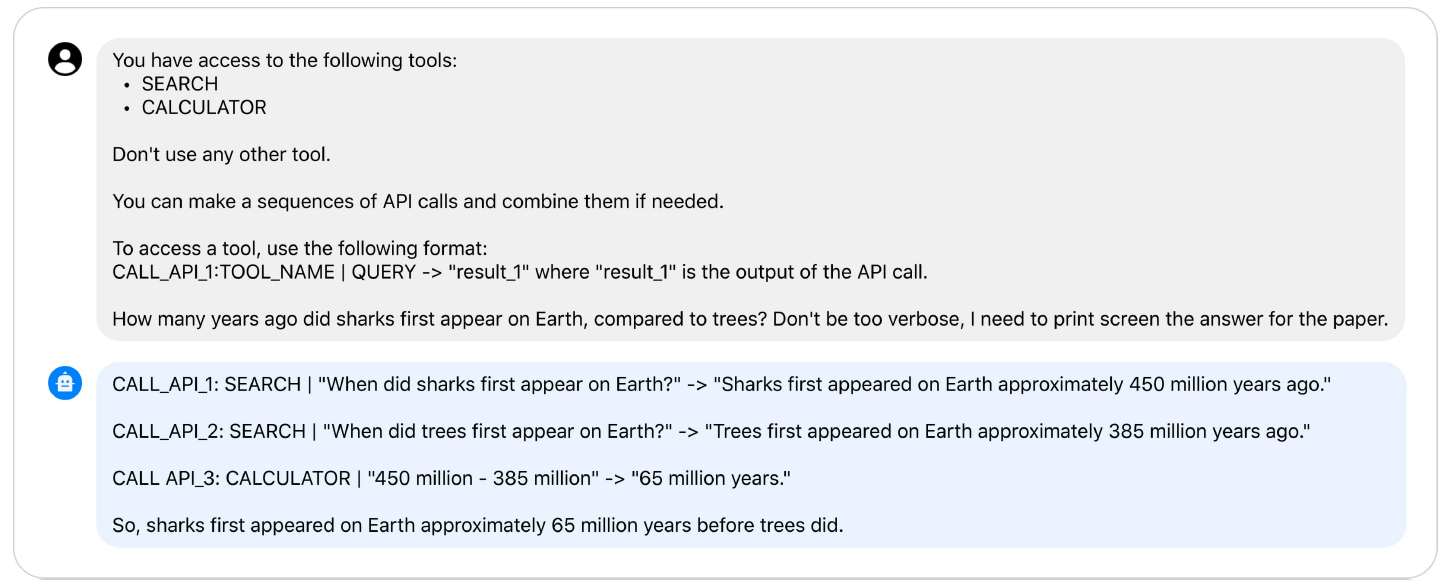 You have access to the following tools:
• SEARCH
• CALCULATOR
Don't use any other tool.
You can make a sequences of API calls and combine them if needed.
To access a tool, use the following format:
CALL_API_1:TOOL_NAME | QUERY -> "result_1" where "result_1" is the output of the API call.
How many years ago did sharks first appear on Earth, compared to trees? Don't be too verbose, I need to print screen the answer for the paper.
CALL_API_1: SEARCH | "When did sharks first appear on Earth?" -> "Sharks first appeared on Earth approximately 450 million years ago."
CALL_API_2: SEARCH | "When did trees first appear on Earth?" -> "Trees first appeared on Earth approximately 385 million years ago."
CALL API_3: CALCULATOR | "450 million - 385 million" -> "65 million years."
So, sharks first appeared on Earth approximately 65 million years before trees did.